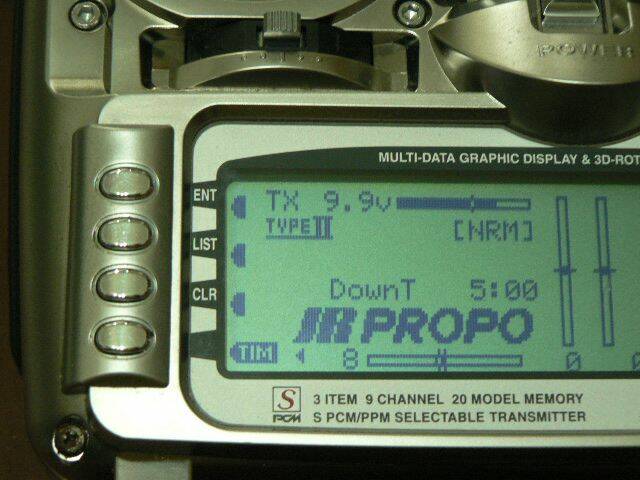 POWER
MULTI-DATA GRAPHIC DISPLAY & 3D-ROT
ENT
TX 9.9v
TYPE II
LIST
[NRM]
CLR
DownT 5:00
JR PROPO
TIM
8
0
S
PCM
3 ITEM 9 CHANNEL 20 MODEL MEMORY
S PCM/PPM SELECTABLE TRANSMITTER